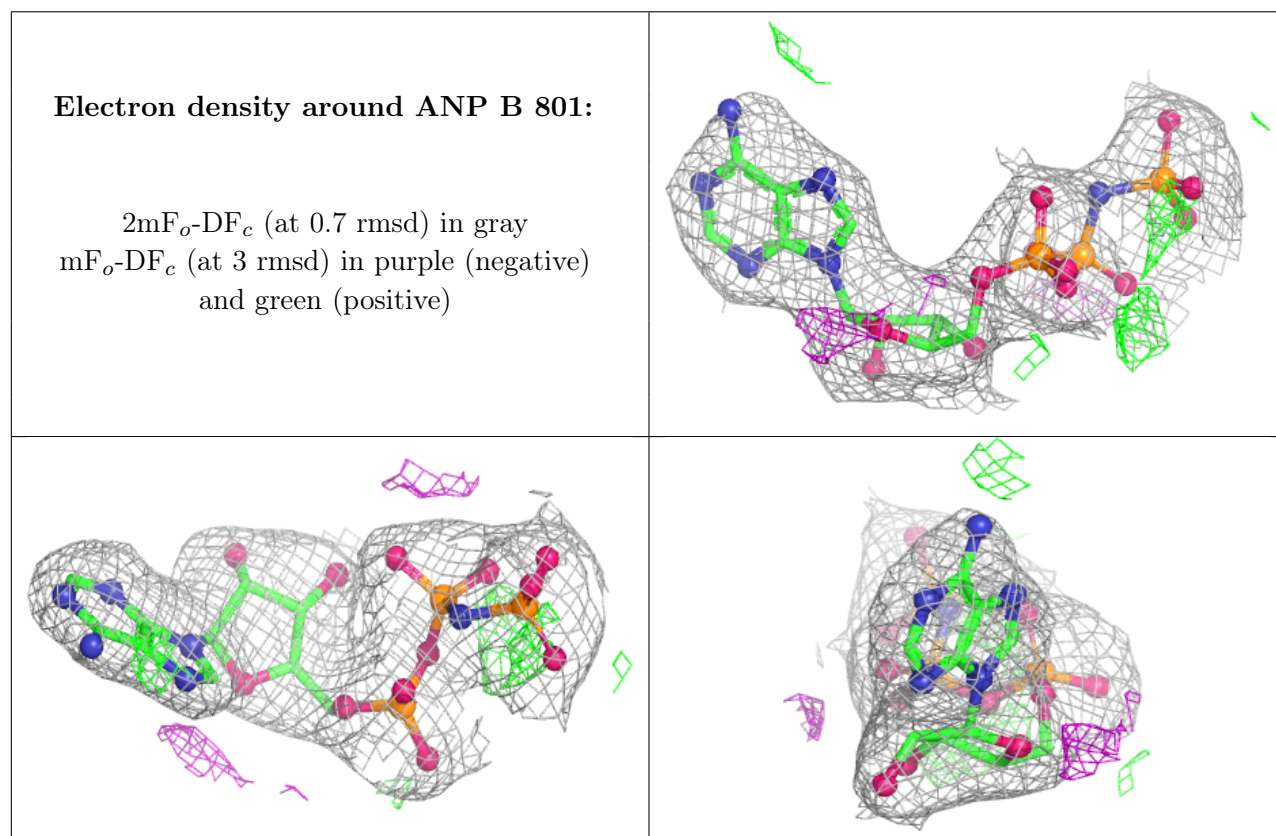 Electron density around ANP B 801:
2mFo-DFc (at 0.7 rmsd) in gray
mFo-DFc (at 3 rmsd) in purple (negative)
and green (positive)